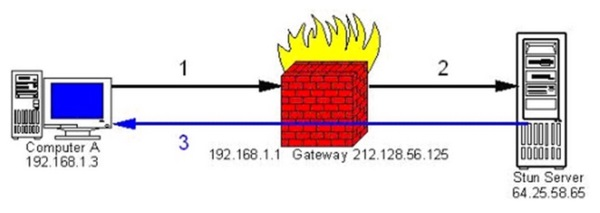 1
2
3
Computer A
192.168.1.3
192.168.1.1 Gateway 212.128.56.125
Stun Server
64.25.58.65